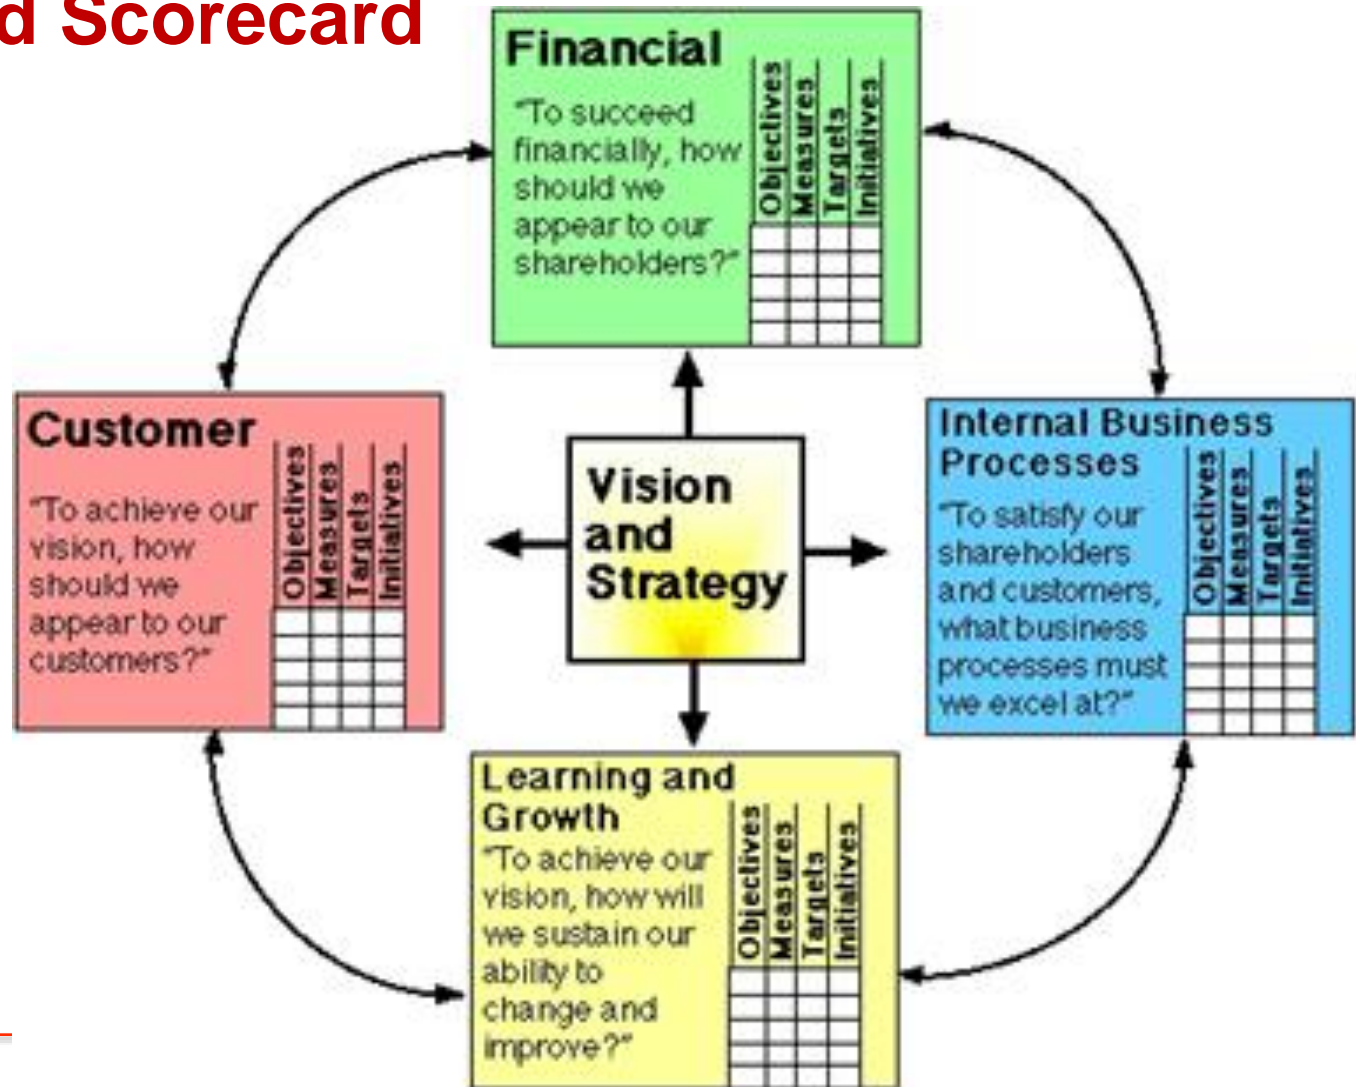 d Scorecard
Financial
Objectives
Measures
Targets
Initiatives
"To succeed
financially, how
should we
appear to our
shareholders?"
Customer
Objectives
Measures
Targets
Initiatives
"To achieve our
vision, how
should we
appear to our
customers?"
Vision
and
Strategy
Internal Business
Processes
Objectives
Measures
Targets
Initiatives
"To satisfy our
shareholders
and customers,
what business
processes must
we excel at?"
Learning and
Growth
Objectives
Measures
Targets
Initiatives
"To achieve our
vision, how will
we sustain our
ability to
change and
improve?"